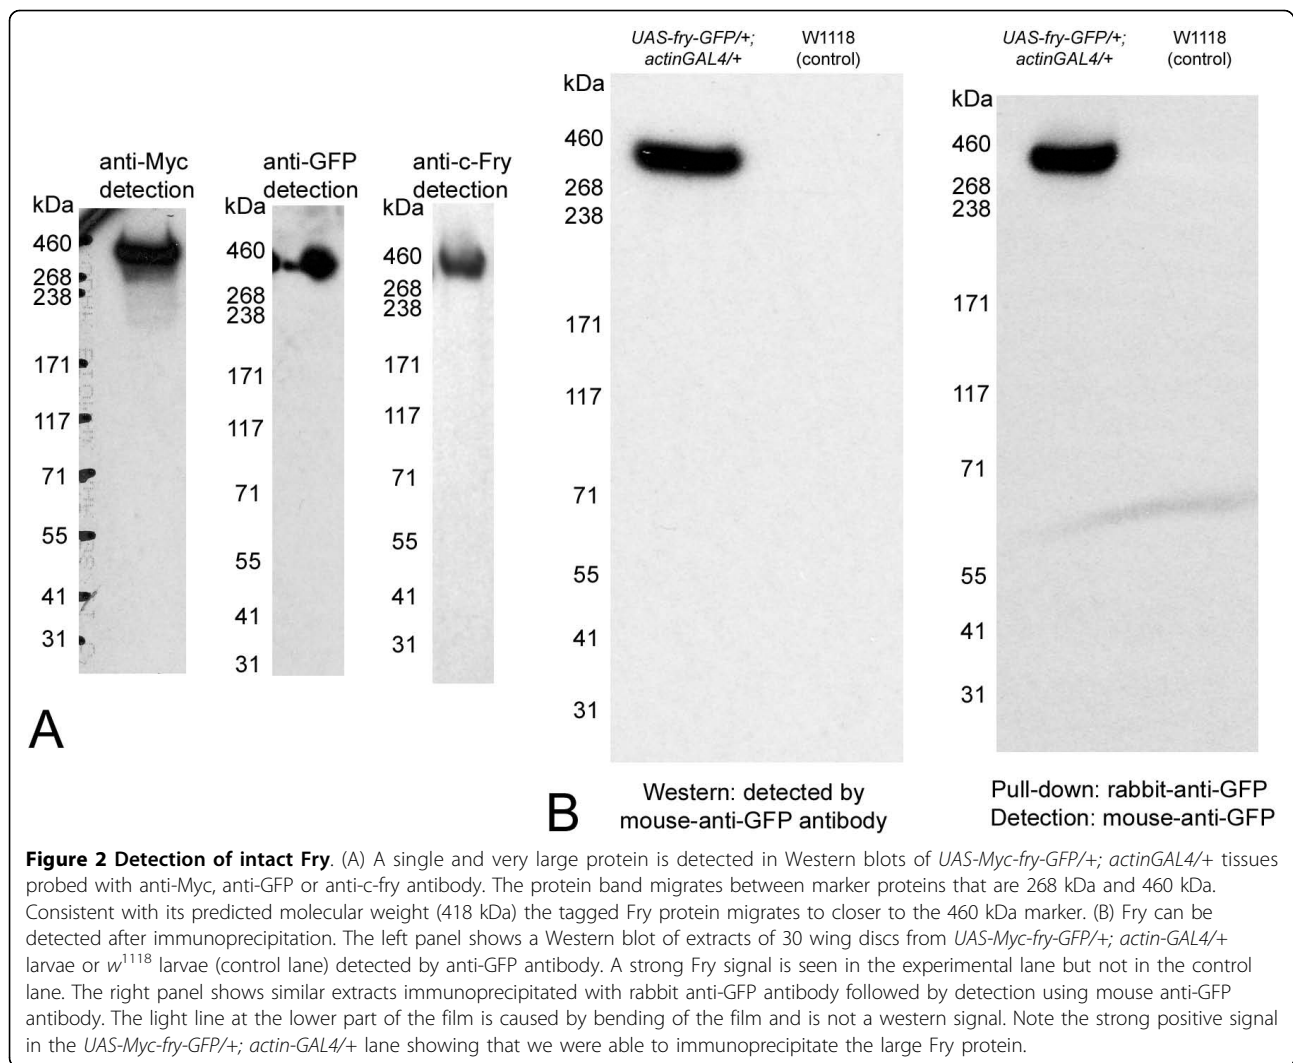 anti-Myc
detection
kDa
460
268
238
171
117
71
55
41
31
anti-GFP
detection
kDa
460
268
238
171
117
71
55
41
31
anti-c-Fry
detection
kDa
460
268
238
171
117
71
55
41
31
A
UAS-fry-GFP/+;
actinGAL4/+
W1118
(control)
kDa
460
268
238
171
117
71
55
41
31
Western: detected by
mouse-anti-GFP antibody
UAS-fry-GFP/+;
actinGAL4/+
W1118
(control)
kDa
460
268
238
171
117
71
55
41
31
Pull-down: rabbit-anti-GFP
Detection: mouse-anti-GFP
B
Figure 2 Detection of intact Fry. (A) A single and very large protein is detected in Western blots of UAS-Myc-fry-GFP/+; actinGAL4/+ tissues
probed with anti-Myc, anti-GFP or anti-c-fry antibody. The protein band migrates between marker proteins that are 268 kDa and 460 kDa.
Consistent with its predicted molecular weight (418 kDa) the tagged Fry protein migrates to closer to the 460 kDa marker. (B) Fry can be
detected after immunoprecipitation. The left panel shows a Western blot of extracts of 30 wing discs from UAS-Myc-fry-GFP/+; actin-GAL4/+
larvae or w1118 larvae (control lane) detected by anti-GFP antibody. A strong Fry signal is seen in the experimental lane but not in the control
lane. The right panel shows similar extracts immunoprecipitated with rabbit anti-GFP antibody followed by detection using mouse anti-GFP
antibody. The light line at the lower part of the film is caused by bending of the film and is not a western signal. Note the strong positive signal
in the UAS-Myc-fry-GFP/+; actin-GAL4/+ lane showing that we were able to immunoprecipitate the large Fry protein.